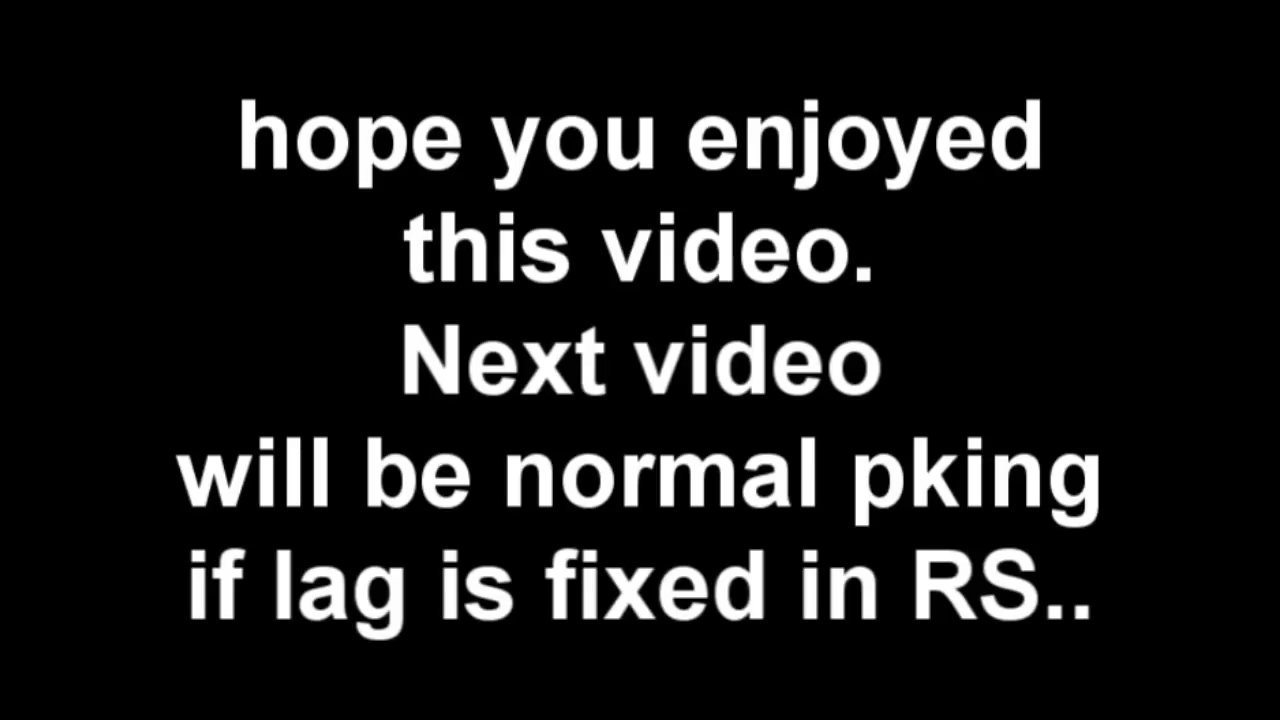 hope you enjoyed
this video.
Next video
will be normal pking
if lag is fixed in RS..